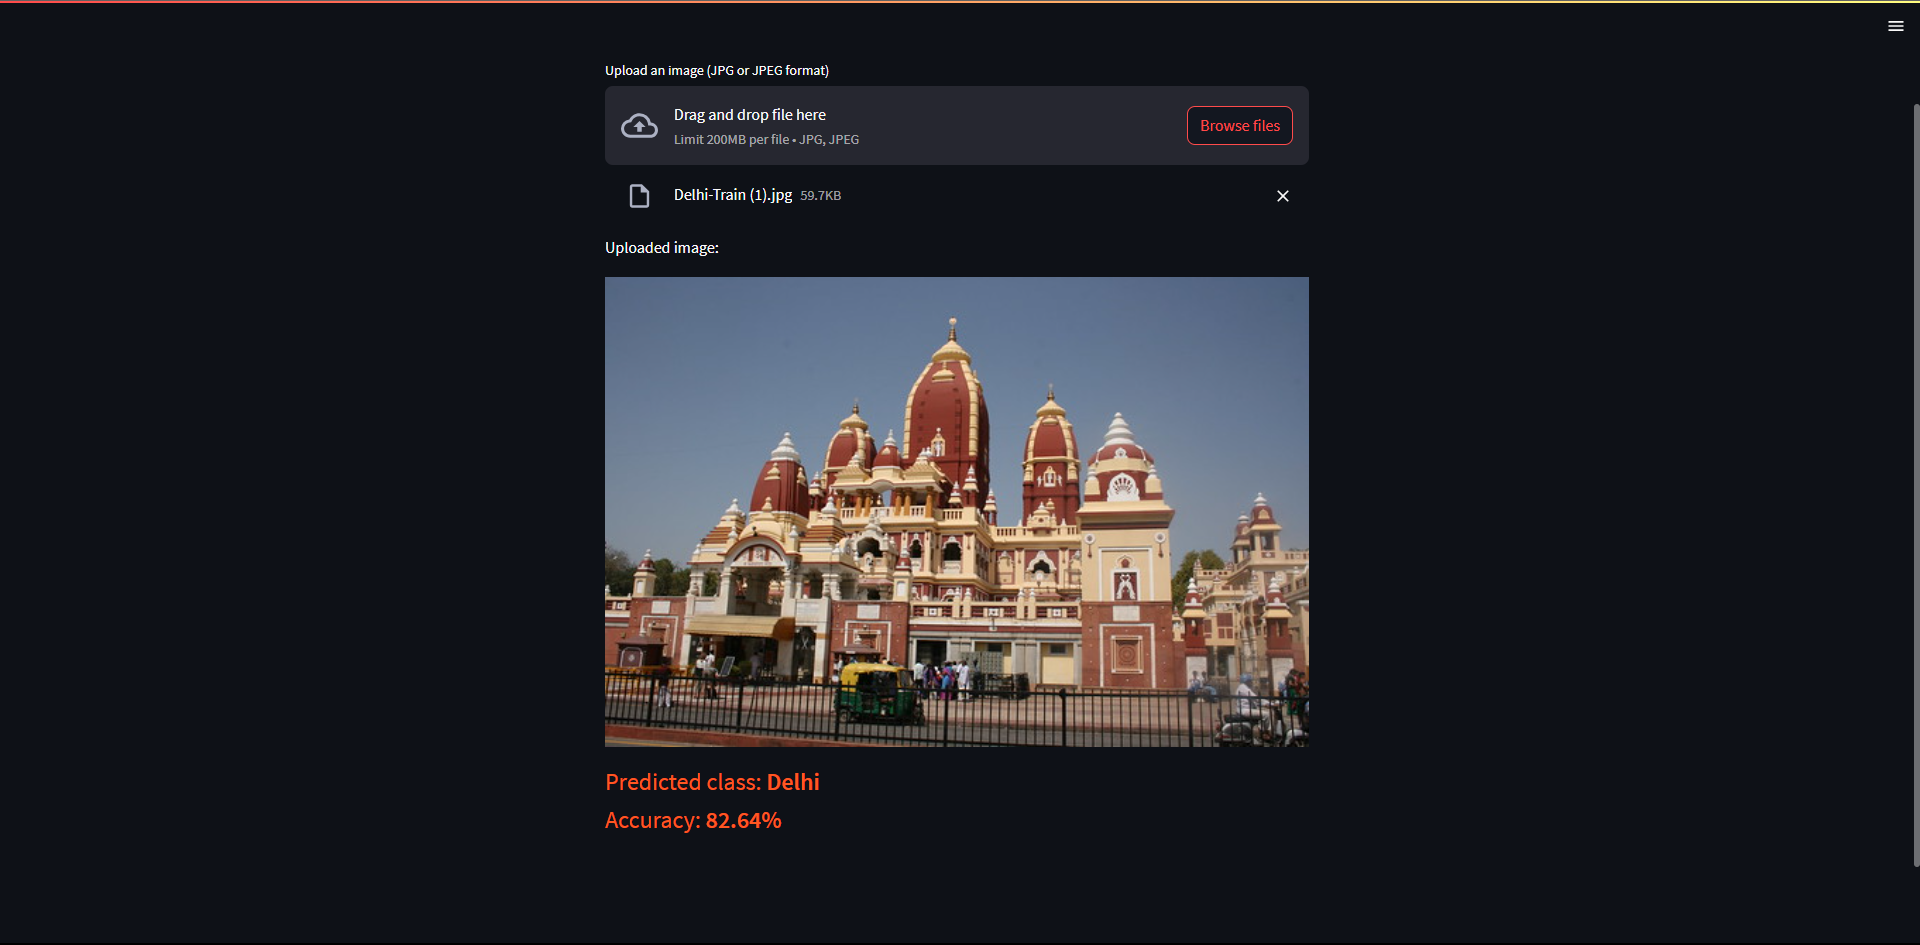 Upload an image (JPG or JPEG format)
Drag and drop file here
Limit 200MB per file • JPG, JPEG
Browse files
Delhi-Train (1).jpg 59.7KB
Uploaded image:
Predicted class: Delhi
Accuracy: 82.64%